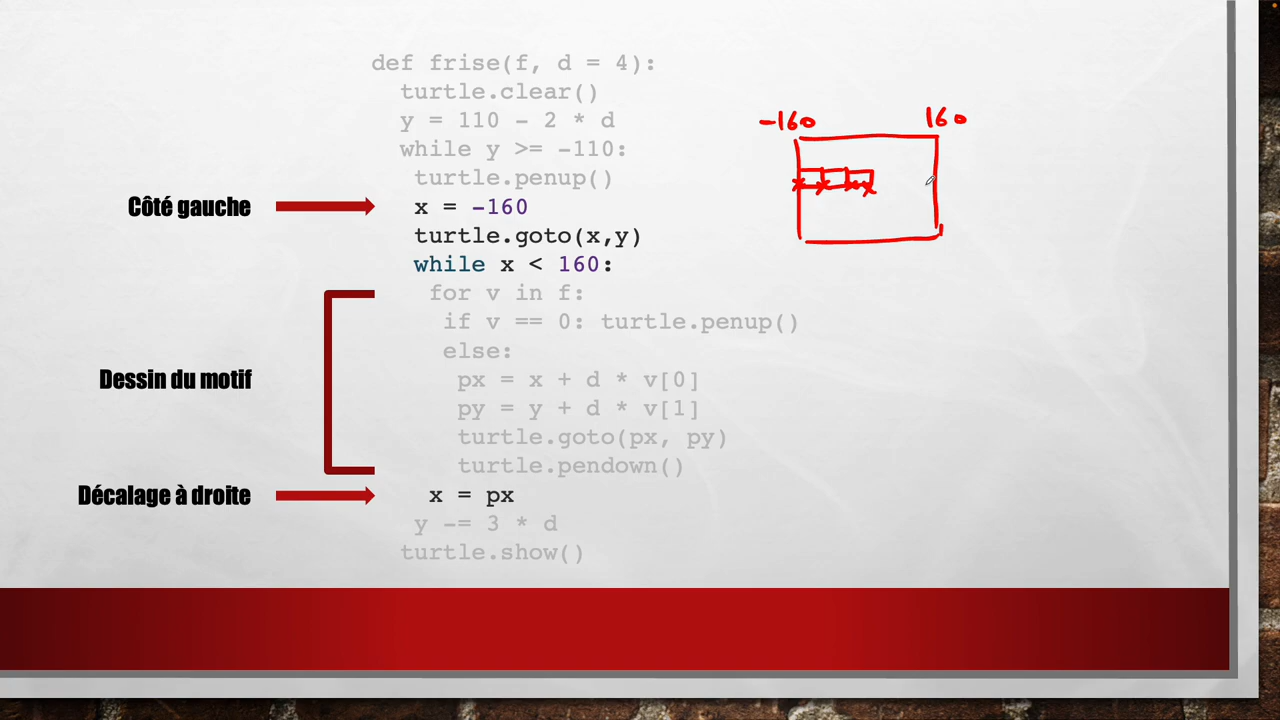 def frise(f, d = 4):
turtle.clear()
y = 110 - 2 * d
while y >= -110:
turtle.penup()
Côté gauche
x = -160
turtle.goto(x,y)
while x < 160:
for v in f:
if v == 0: turtle.penup()
else:
Dessin du motif
px = x + d * v[0]
py = y + d * v[1]
turtle.goto(px, py)
turtle.pendown()
Décalage à droite
x = px
y -= 3 * d
turtle.show()
-160
160